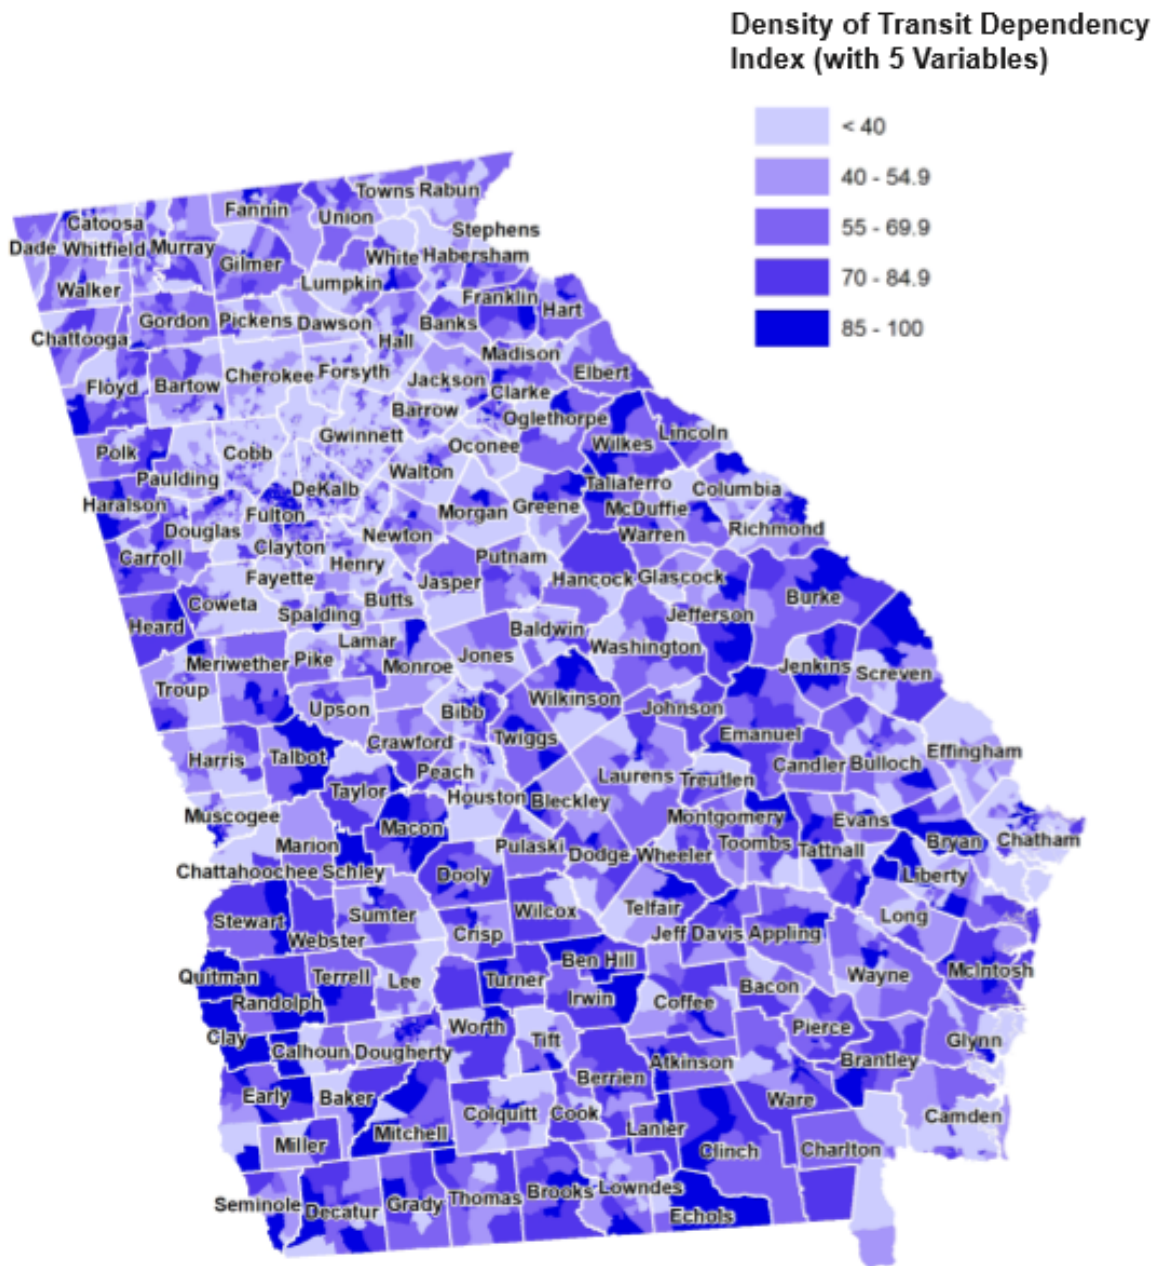 Density of Transit Dependency
Index (with 5 Variables)
< 40
40 - 54.9
55 - 69.9
70 - 84.9
85 - 100
Towns Rabun
Fannin
Union
Catoosa
Stephens
Dade Whitfield Murray
White Habersham
Gilmer
Lumpkin
Walker
Franklin
Hart
Gordon Pickens Dawson Banks
Chattooga
Hall
Madison
Cherokee Forsyth
Elbert
Floyd Bartow
Jackson
Clarke
Barrow
Oglethorpe
Gwinnett
Lincoln
Oconee
Wilkes
Polk
Cobb
Walton
Paulding
Taliaferro
DeKalb
Columbia
Haralson
Fulton
Morgan Greene
McDuffie
Douglas
Richmond
Newton
Warren
Clayton
Carroll
Putnam
Henry
Fayette
Jasper
Hancock Glascock
Butts
Burke
Coweta
Spalding
Jefferson
Heard
Baldwin
Lamar
Washington
Jones
Meriwether Pike
Monroe
Jenkins
Screven
Troup
Wilkinson
Upson
Bibb
Johnson
Emanuel
Twiggs
Crawford
Effingham
Harris
Talbot
Candler Bulloch
Peach
Laurens Treutlen
Taylor
Houston Bleckley
Muscogee
Montgomery
Evans
Macon
Chatham
Bryan
Marion
Pulaski
Toombs
Tattnall
Dodge Wheeler
Chattahoochee Schley
Dooly
Liberty
Telfair
Wilcox
Sumter
Long
Stewart
Crisp
Jeff Davis Appling
Webster
Ben Hill
McIntosh
Quitman
Terrell
Lee
Turner
Wayne
Bacon
Randolph
Irwin
Coffee
Worth
Pierce
Clay
Tift
Glynn
Calhoun Dougherty
Brantley
Atkinson
Berrien
Early
Baker
Ware
Colquitt Cook
Camden
Lanier
Mitchell
Miller
Clinch
Charlton
Brooks Lowndes
Thomas
Seminole
Grady
Decatur
Echols